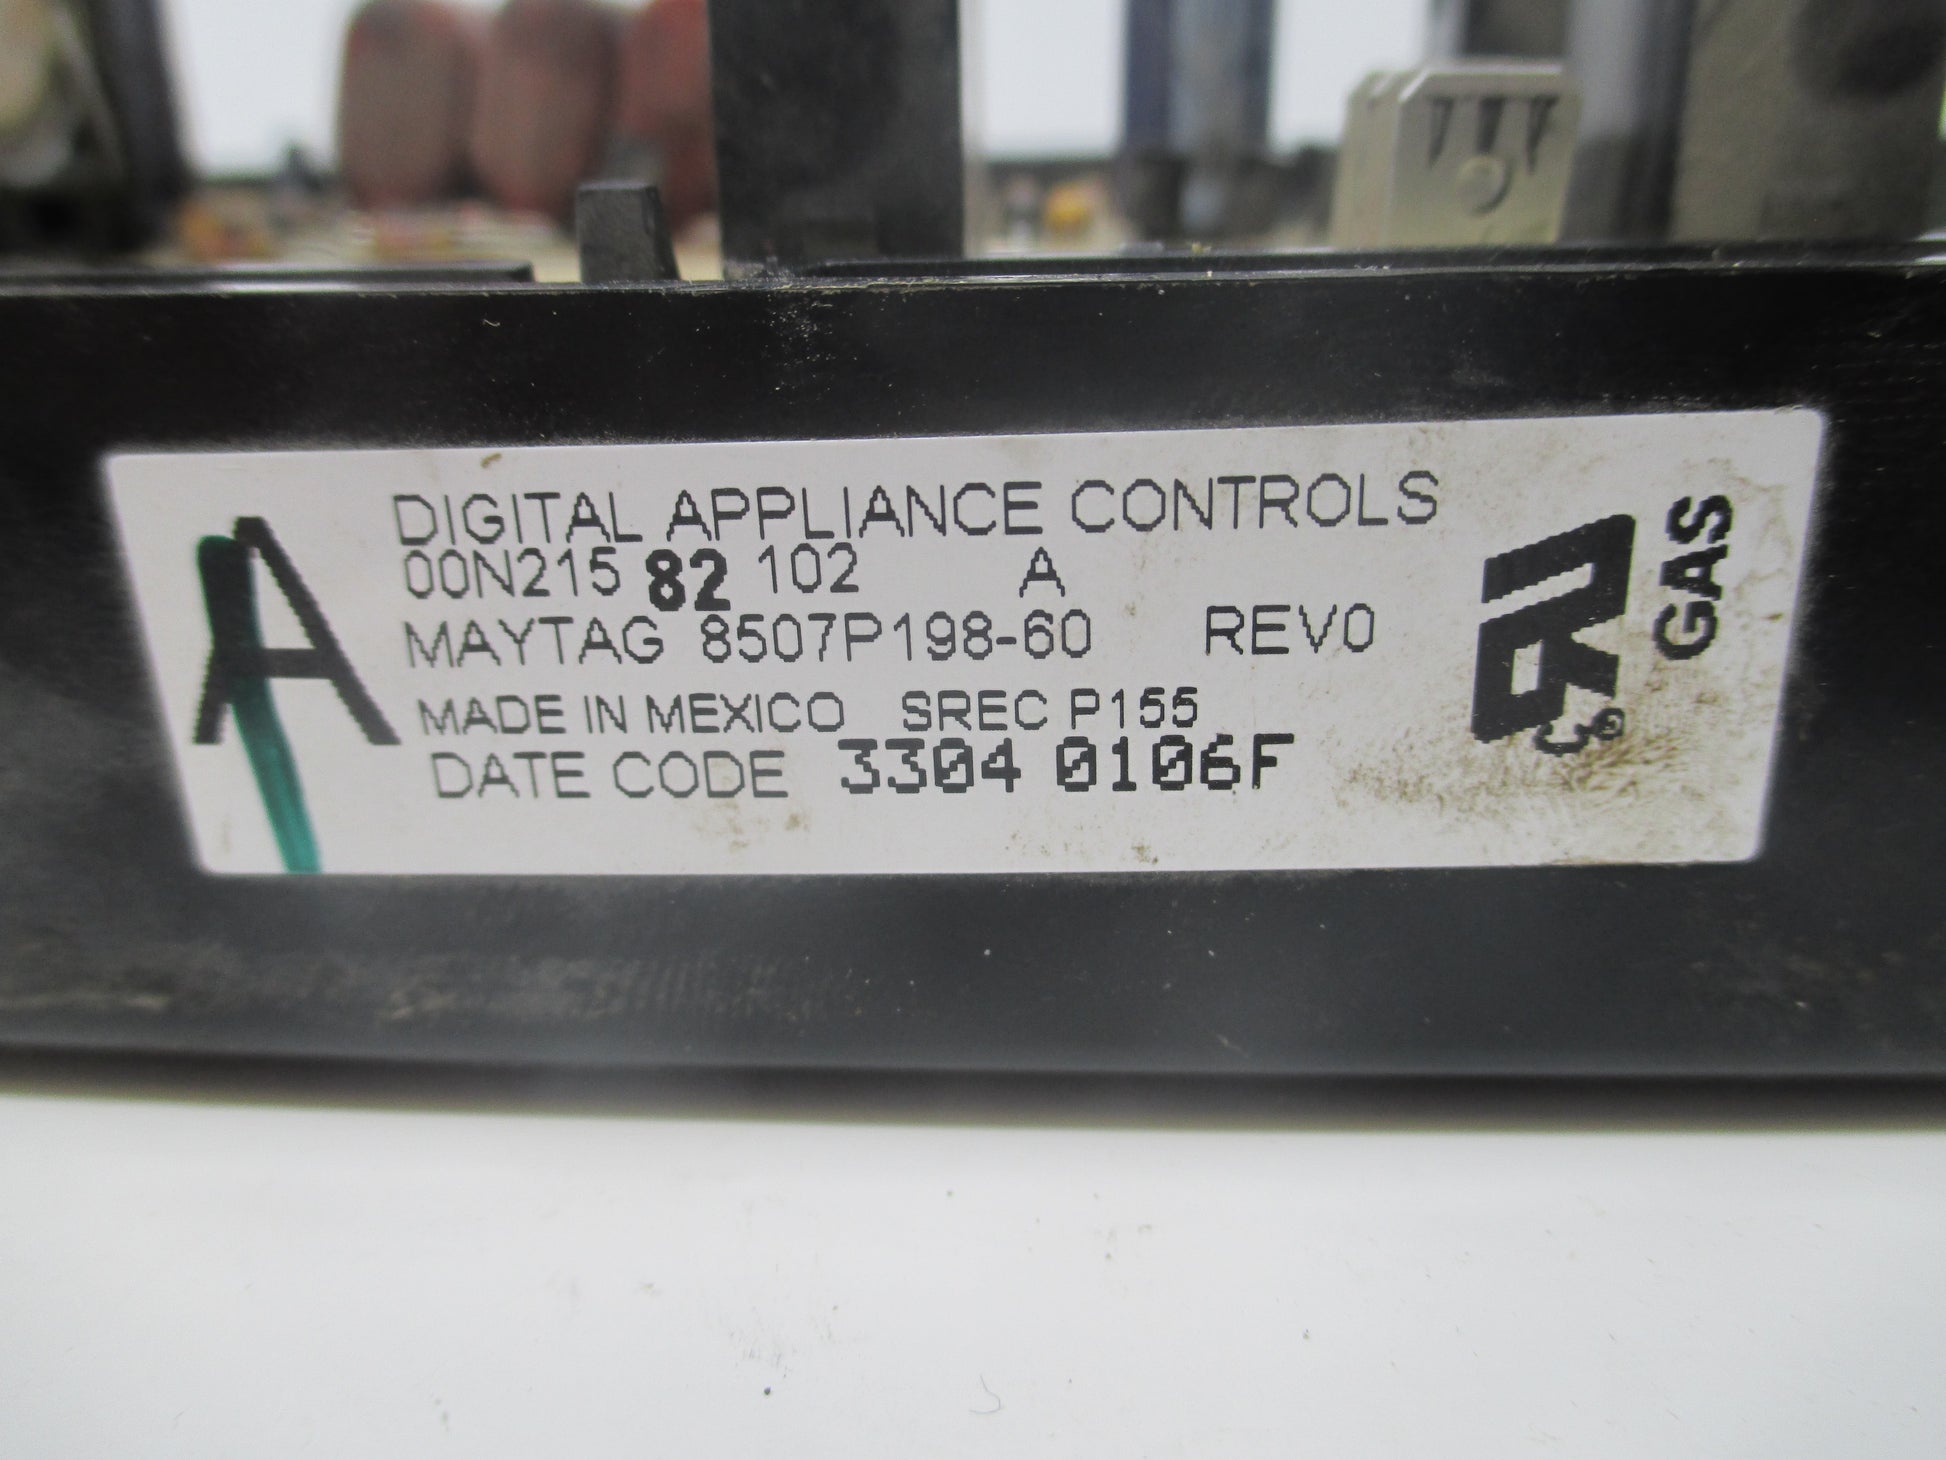 A
DIGITAL APPLIANCE CONTROLS
00N215 82 102 A
MAYTAG 8507P198-60 REV0
MADE IN MEXICO SREC P155
DATE CODE 3304 0106F
GAS